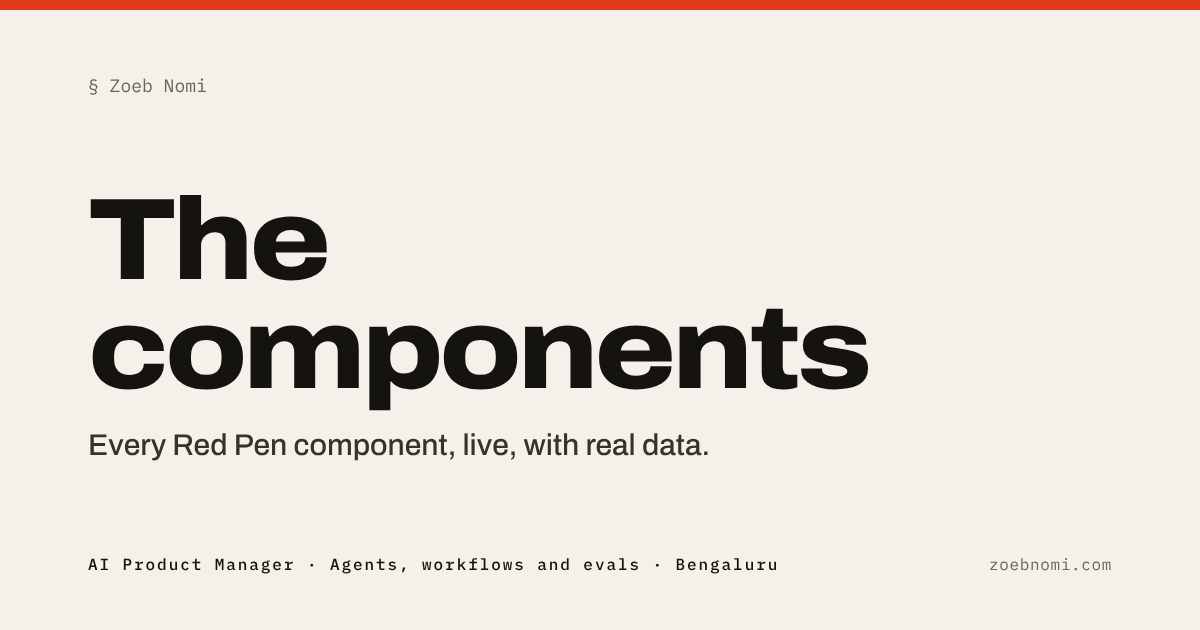 § Zoeb Nomi
The
components
Every Red Pen component, live, with real data.
AI Product Manager · Agents, workflows and evals · Bengaluru
zoebnomi.com